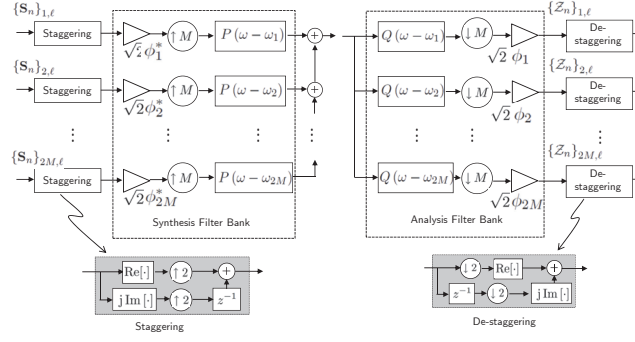 {S_n}_{1,ℓ} Staggering √2 ϕ_1^* ↑ M P (ω − ω_1) + Q (ω − ω_1) ↓ M √2 ϕ_1 {Z_n}_{1,ℓ} De-staggering
{S_n}_{2,ℓ} Staggering √2 ϕ_2^* ↑ M P (ω − ω_2) + Q (ω − ω_2) ↓ M √2 ϕ_2 {Z_n}_{2,ℓ} De-staggering
⋮ ⋮ ⋮ ⋮ ⋮ ⋮ ⋮
{S_n}_{2M,ℓ} Staggering √2 ϕ_{2M}^* ↑ M P (ω − ω_{2M}) Q (ω − ω_{2M}) ↓ M √2 ϕ_{2M} {Z_n}_{2M,ℓ} De-staggering
Synthesis Filter Bank
Analysis Filter Bank
Re[·] ↑ 2 +
j Im [·] ↑ 2 z^{−1}
Staggering
↓ 2 Re[·] +
z^{−1} ↓ 2 j Im [·]
De-staggering